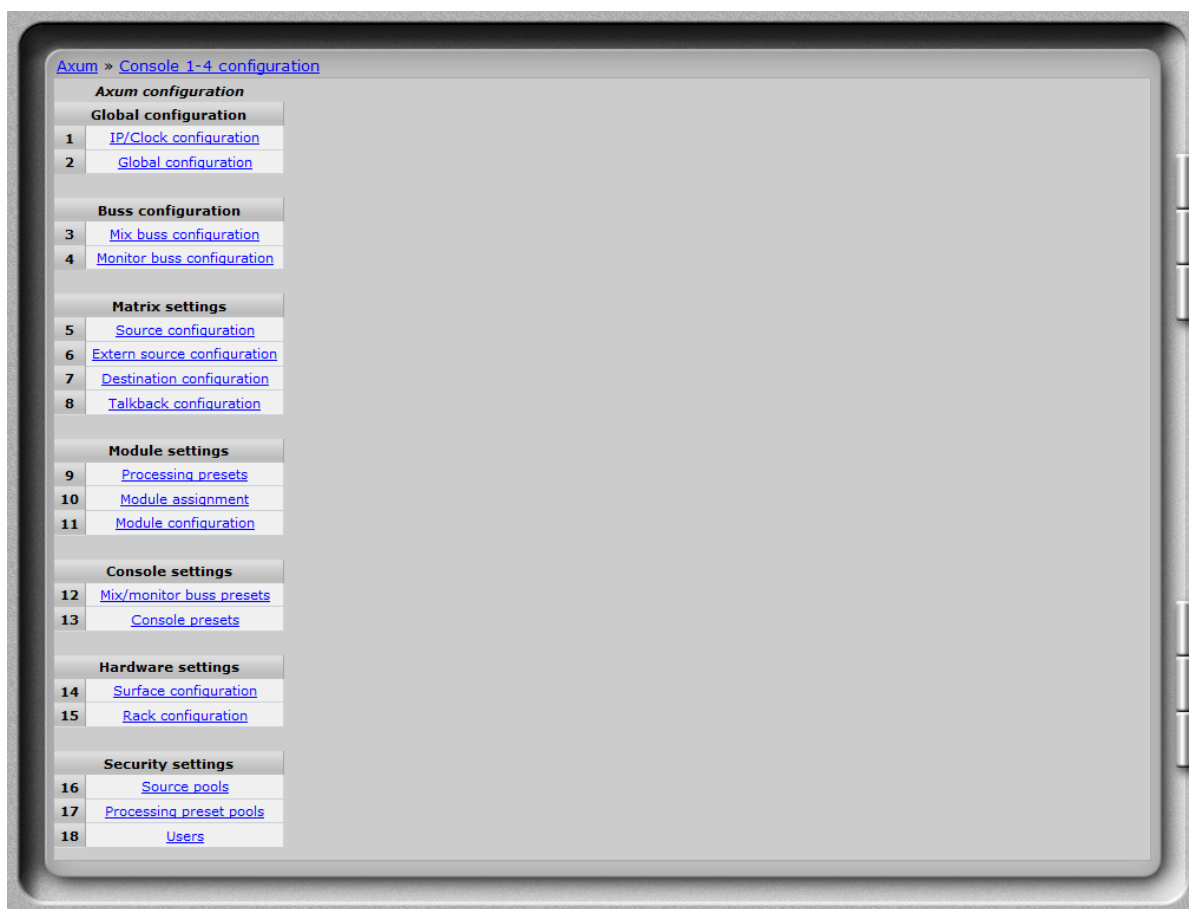 Axum » Console 1-4 configuration
Axum configuration
Global configuration
1 IP/Clock configuration
2 Global configuration
Buss configuration
3 Mix buss configuration
4 Monitor buss configuration
Matrix settings
5 Source configuration
6 Extern source configuration
7 Destination configuration
8 Talkback configuration
Module settings
9 Processing presets
10 Module assignment
11 Module configuration
Console settings
12 Mix/monitor buss presets
13 Console presets
Hardware settings
14 Surface configuration
15 Rack configuration
Security settings
16 Source pools
17 Processing preset pools
18 Users